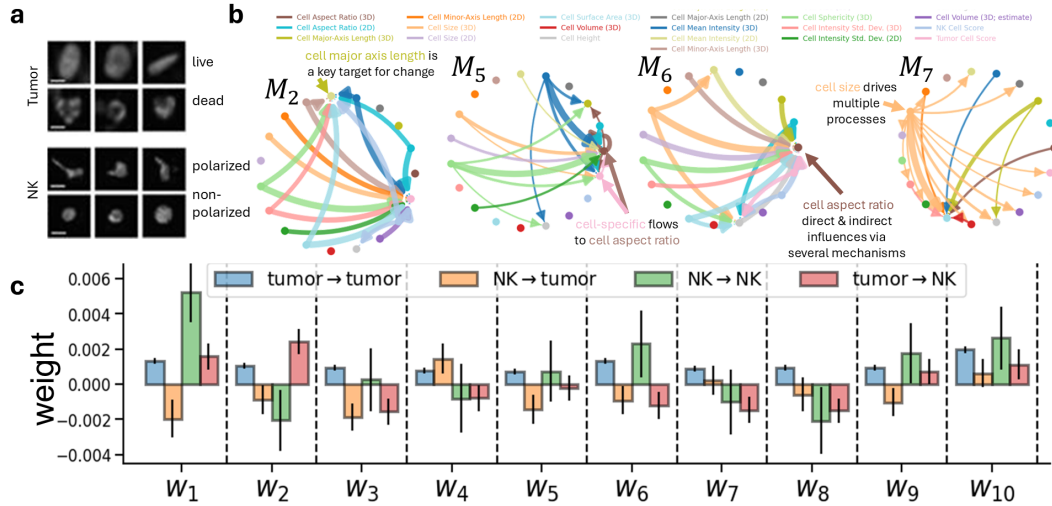 a
Tumor
live
dead
NK
polarized
non-
polarized
b
Cell Aspect Ratio (3D)
Cell Aspect Ratio (2D)
Cell Major-Axis Length (3D)
Cell Minor-Axis Length (2D)
Cell Size (3D)
Cell Size (2D)
Cell Surface Area (3D)
Cell Volume (3D)
Cell Height
Cell Major-Axis Length (2D)
Cell Mean Intensity (3D)
Cell Mean Intensity (2D)
Cell Minor-Axis Length (3D)
Cell Sphericity (3D)
Cell Intensity Std. Dev. (3D)
Cell Intensity Std. Dev. (2D)
Cell Volume (3D; estimate)
NK Cell Score
Tumor Cell Score
cell major axis length is
a key target for change
M2
M5
cell-specific flows
to cell aspect ratio
M6
cell aspect ratio
direct & indirect
influences via
several mechanisms
M7
cell size drives
multiple
processes
c
tumor→tumor
NK→tumor
NK→NK
tumor→NK
weight
0.006
0.004
0.002
0.000
−0.002
−0.004
w1 w2 w3 w4 w5 w6 w7 w8 w9 w10